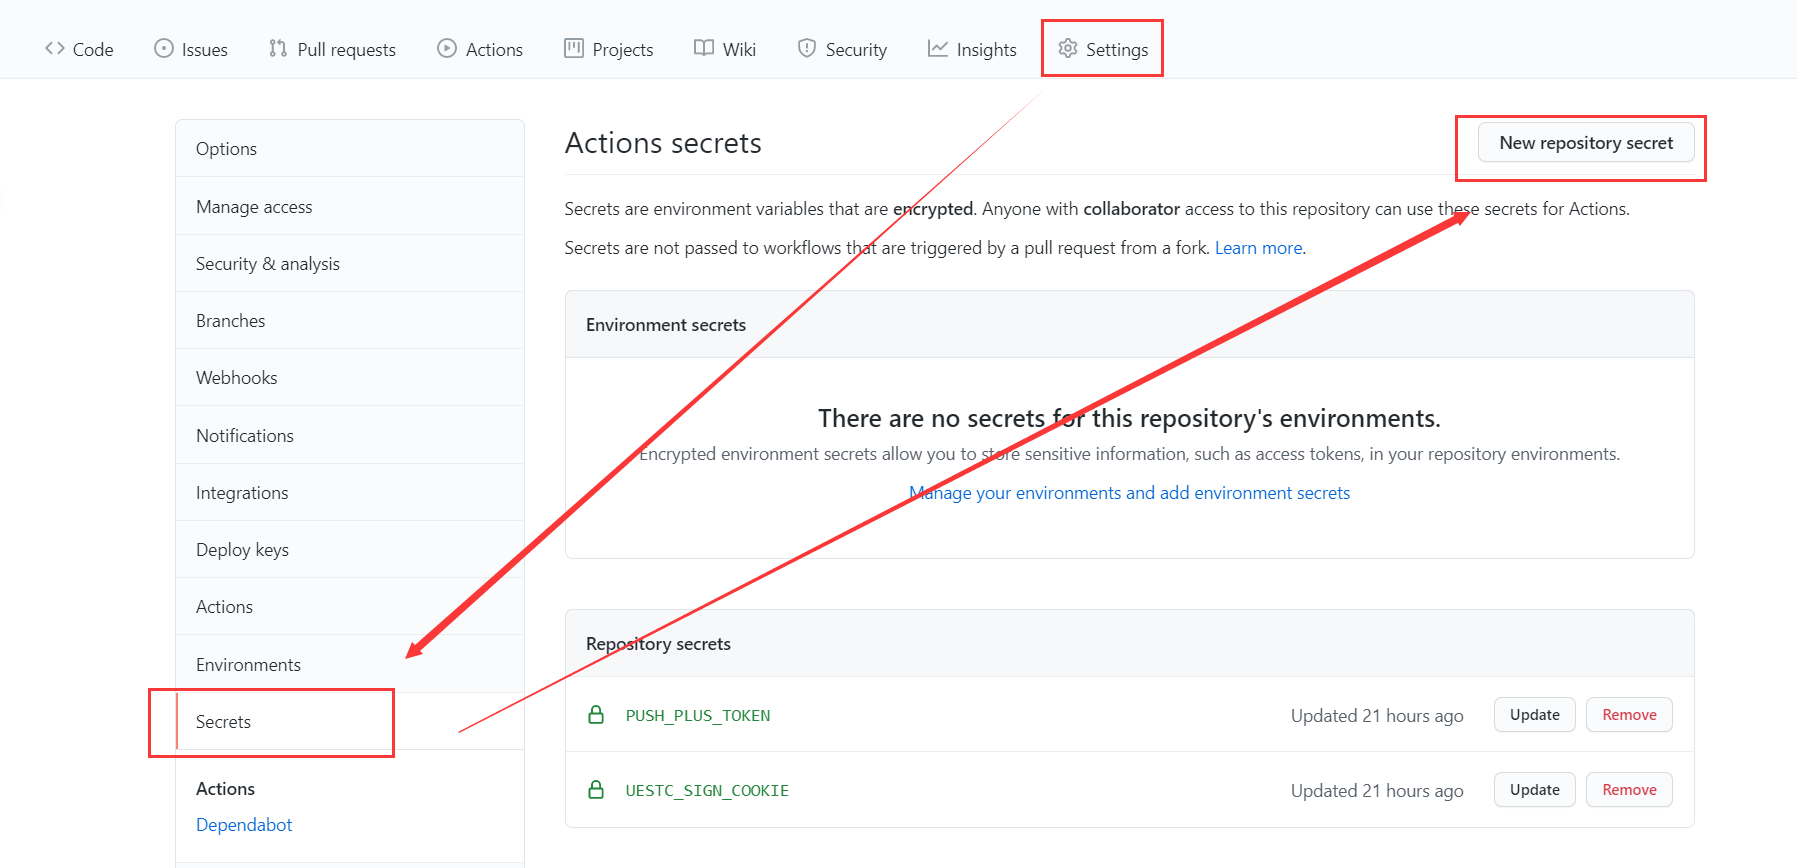 Code Issues Pull requests Actions Projects Wiki Security Insights Settings
Options
Manage access
Security & analysis
Branches
Webhooks
Notifications
Integrations
Deploy keys
Actions
Environments
Secrets
Actions
Dependabot
Actions secrets
New repository secret
Secrets are environment variables that are encrypted. Anyone with collaborator access to this repository can use these secrets for Actions.
Secrets are not passed to workflows that are triggered by a pull request from a fork. Learn more.
Environment secrets
There are no secrets for this repository's environments.
Encrypted environment secrets allow you to store sensitive information, such as access tokens, in your repository environments.
Manage your environments and add environment secrets
Repository secrets
PUSH_PLUS_TOKEN Updated 21 hours ago Update Remove
UESTC_SIGN_COOKIE Updated 21 hours ago Update Remove